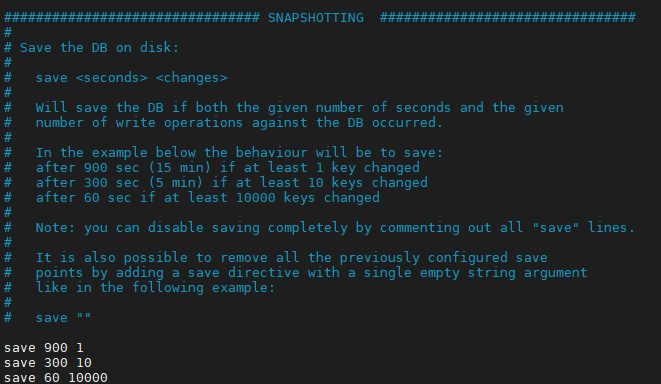 ################################ SNAPSHOTTING  ################################
#
# Save the DB on disk:
#
#   save <seconds> <changes>
#
#   Will save the DB if both the given number of seconds and the given
#   number of write operations against the DB occurred.
#
#   In the example below the behaviour will be to save:
#   after 900 sec (15 min) if at least 1 key changed
#   after 300 sec (5 min) if at least 10 keys changed
#   after 60 sec if at least 10000 keys changed
#
#   Note: you can disable saving completely by commenting out all "save" lines.
#
#   It is also possible to remove all the previously configured save
#   points by adding a save directive with a single empty string argument
#   like in the following example:
#
#   save ""

save 900 1
save 300 10
save 60 10000